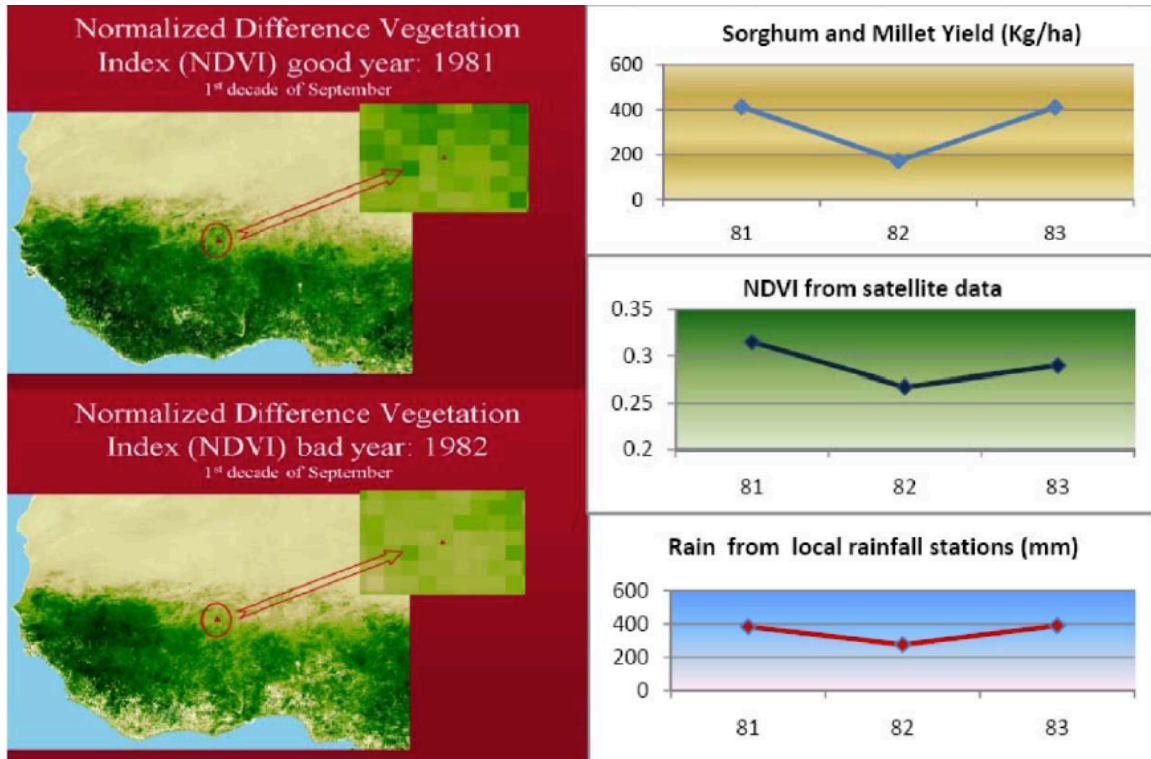 Normalized Difference Vegetation
Index (NDVI) good year: 1981
1st decade of September
Normalized Difference Vegetation
Index (NDVI) bad year: 1982
1st decade of September
Sorghum and Millet Yield (Kg/ha)
600
400
200
0
81 82 83
NDVI from satellite data
0.35
0.3
0.25
0.2
81 82 83
Rain from local rainfall stations (mm)
600
400
200
0
81 82 83